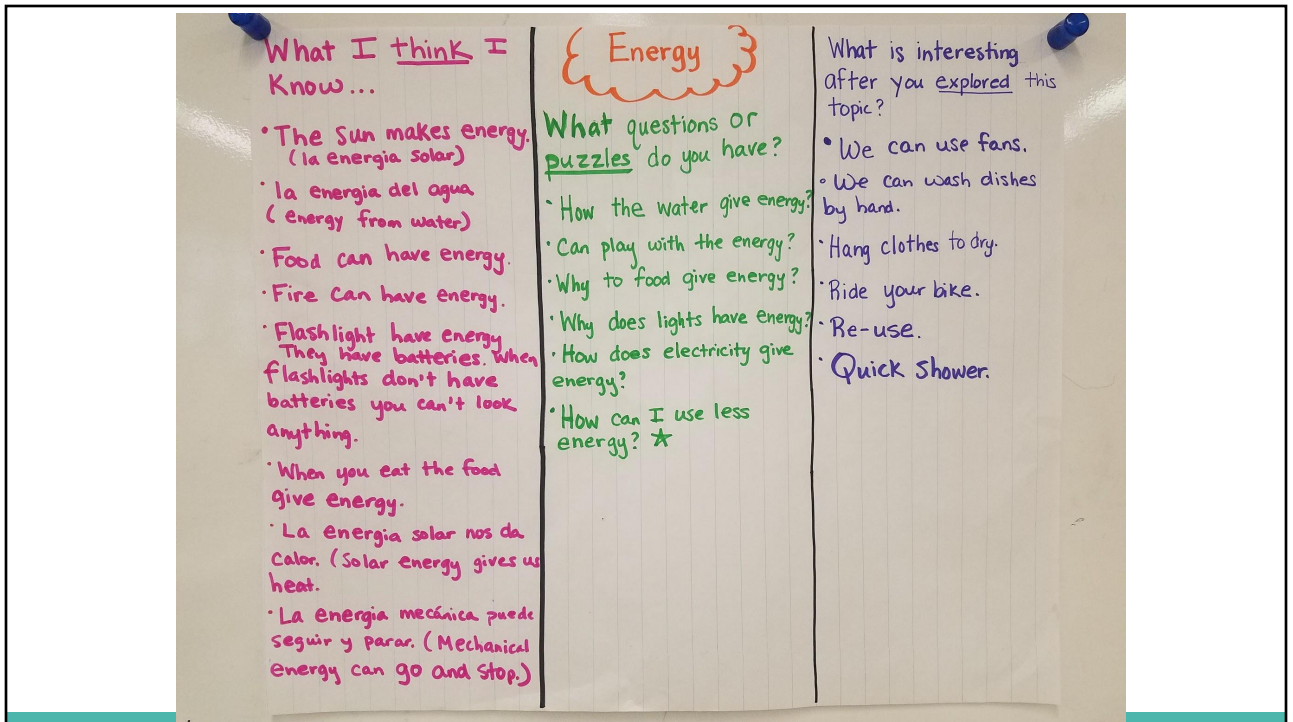 What I think I
Know...
• The Sun makes energy.
(la energia solar)
• la energia del agua
( energy from water)
• Food can have energy.
• Fire can have energy.
• Flashlight have energy
They have batteries. When
flashlights don't have
batteries you can't look
anything.
• When you eat the food
give energy.
• La energia solar nos da
calor. (Solar energy gives us
heat.
• La energia mecánica puede
seguir y parar. (Mechanical
energy can go and stop.)
Energy
What questions or
puzzles do you have?
• How the water give energy?
• Can play with the energy?
• Why to food give energy?
• Why does lights have energy?
• How does electricity give
energy?
• How can I use less
energy? ☆
What is interesting
after you explored this
topic?
• We can use fans.
• We can wash dishes
by hand.
• Hang clothes to dry.
• Ride your bike.
• Re-use.
• Quick Shower.